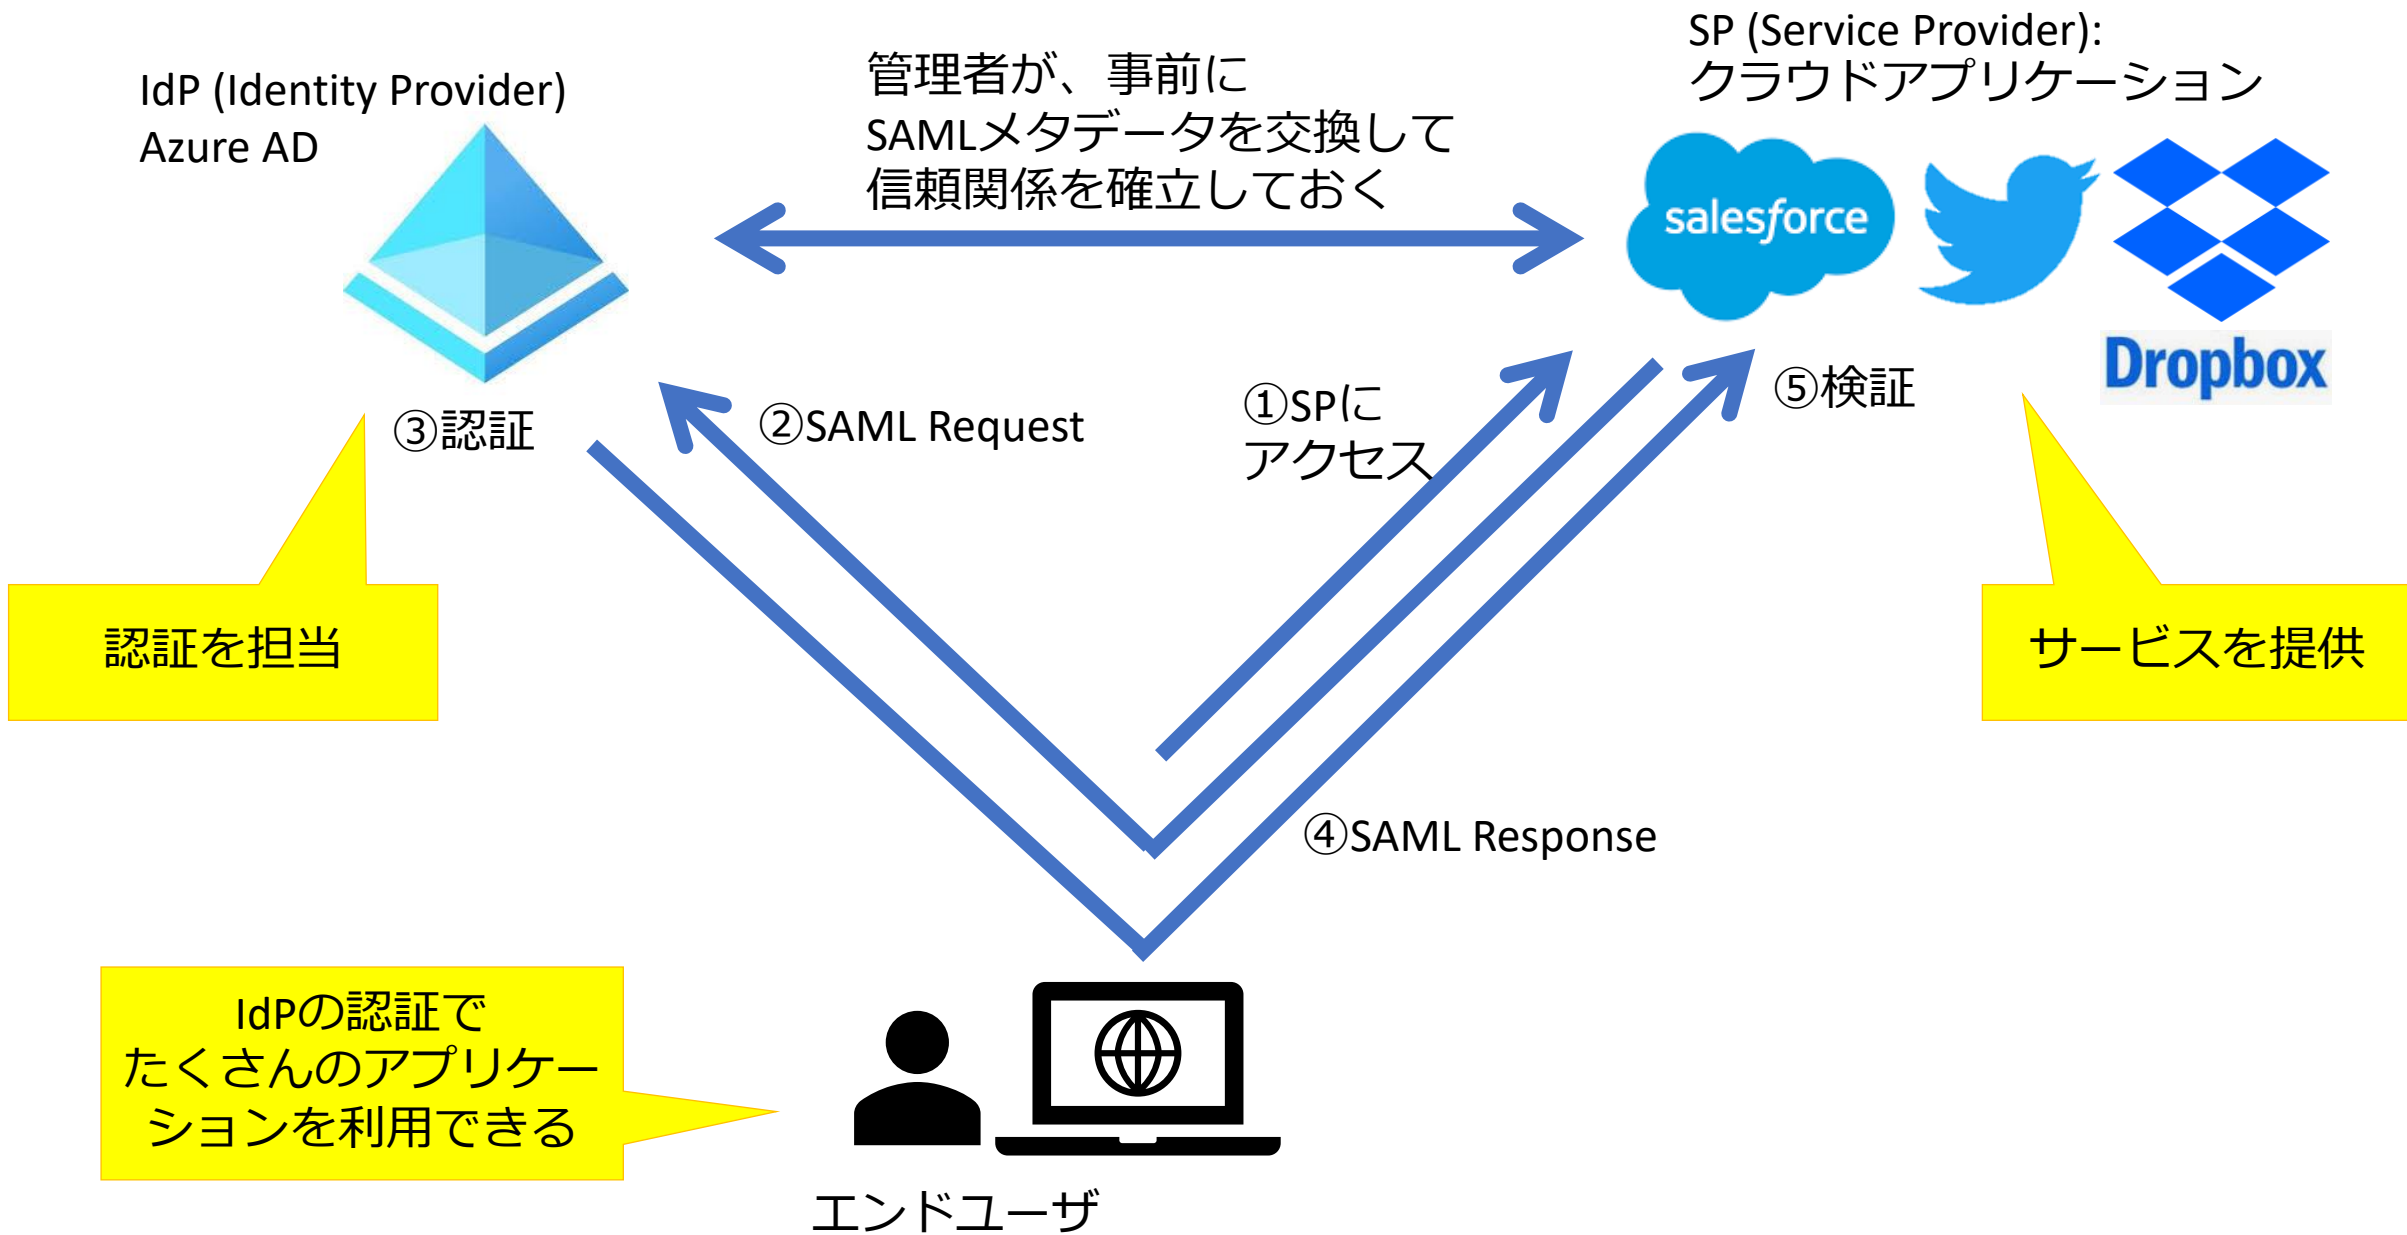 IdP (Identity Provider)
Azure AD
管理者が、事前に
SAMLメタデータを交換して
信頼関係を確立しておく
SP (Service Provider):
クラウドアプリケーション
salesforce
Dropbox
③認証
②SAML Request
①SPに
アクセス
⑤検証
認証を担当
サービスを提供
④SAML Response
IdPの認証で
たくさんのアプリケー
ションを利用できる
エンドユーザ